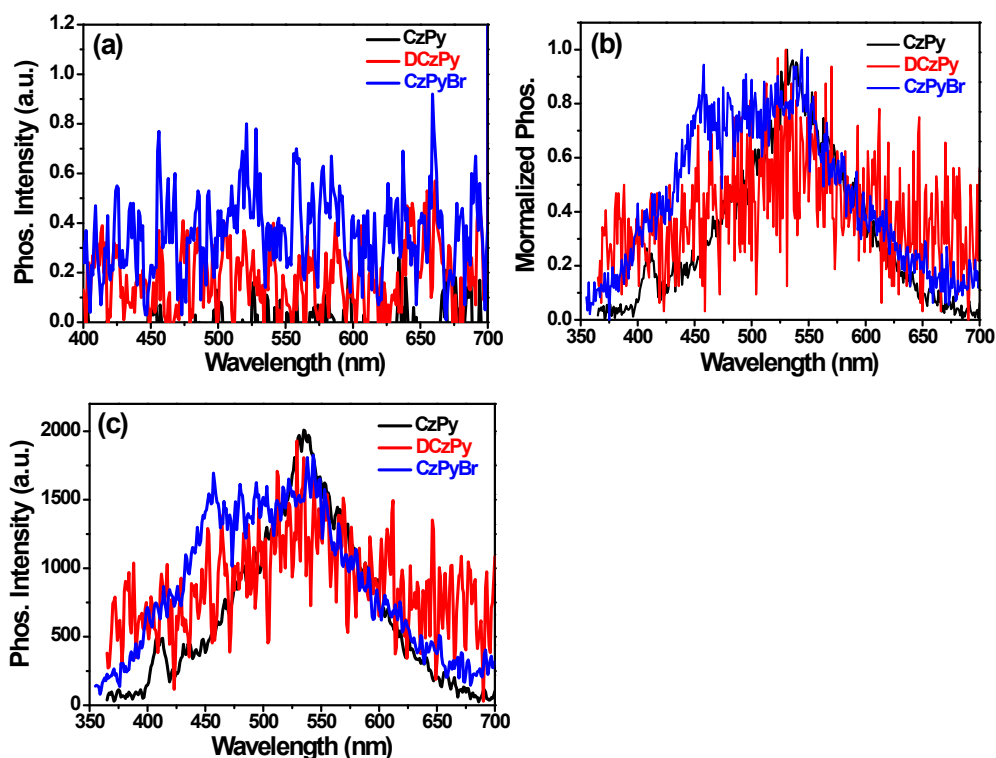 (a)
CzPy
DCzPy
CzPyBr
Phos. Intensity (a.u.)
1.2
1.0
0.8
0.6
0.4
0.2
0.0
400 450 500 550 600 650 700
Wavelength (nm)
(b)
CzPy
DCzPy
CzPyBr
Mormalized Phos.
1.0
0.8
0.6
0.4
0.2
0.0
350 400 450 500 550 600 650 700
Wavelength (nm)
(c)
CzPy
DCzPy
CzPyBr
Phos. Intensity (a.u.)
2000
1500
1000
500
0
350 400 450 500 550 600 650 700
Wavelength (nm)